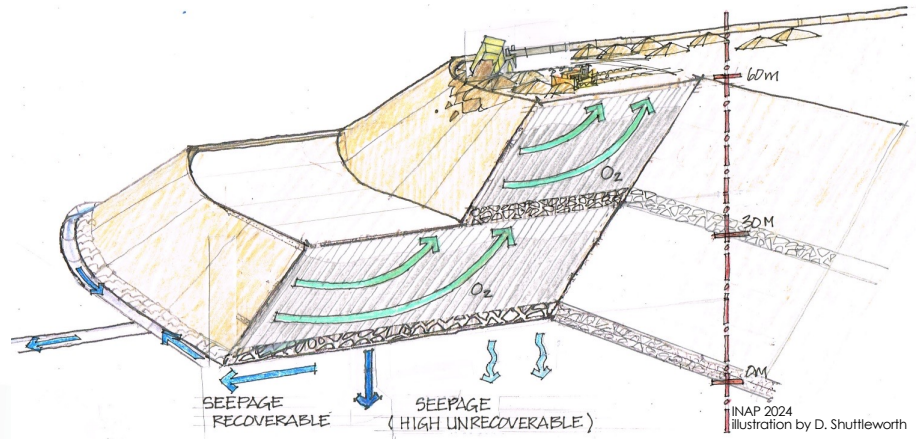 60m
O₂
30M
O₂
0M
SEEPAGE
RECOVERABLE
SEEPAGE
(HIGH UNRECOVERABLE)
INAP 2024
illustration by D. Shuttleworth